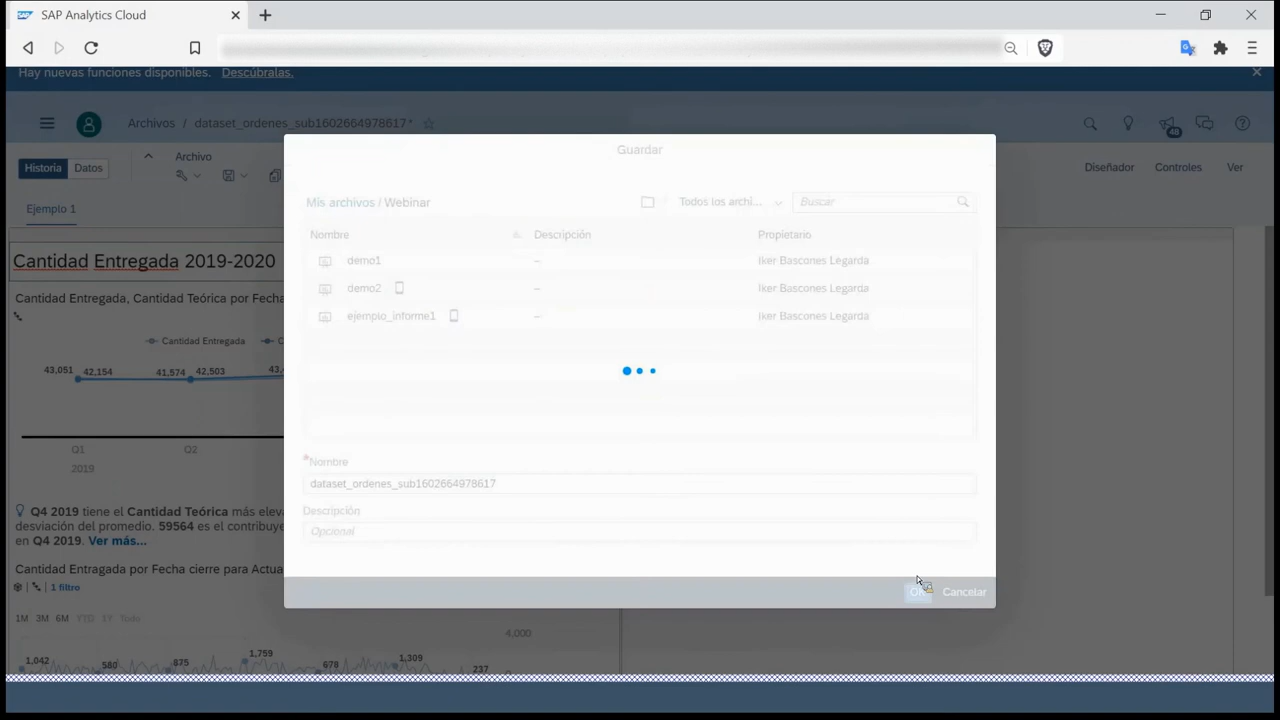 SAP Analytics Cloud
Hay nuevas funciones disponibles. Descúbralas.
Archivos / dataset_ordenes_sub1602664978617*
48
Historia Datos
Archivo
Diseñador Controles Ver
Ejemplo 1
Guardar
Mis archivos / Webinar
Todos los archi...
Buscar
Nombre Descripción Propietario
demo1 – Iker Bascones Legarda
demo2 – Iker Bascones Legarda
ejemplo_informe1 – Iker Bascones Legarda
*Nombre
dataset_ordenes_sub1602664978617
Descripción
Opcional
OK Cancelar
Cantidad Entregada 2019-2020
Cantidad Entregada, Cantidad Teórica por Fecha
Cantidad Entregada
43,051 42,154 41,574 42,503
Q1 Q2
2019
Q4 2019 tiene el Cantidad Teórica más
desviación del promedio. 59564 es el
en Q4 2019. Ver más...
Cantidad Entregada por Fecha cierre para
1 filtro
1M 3M 6M YTD 1Y Todo
4,000
1,042 580 875 1,759 678 1,309 237